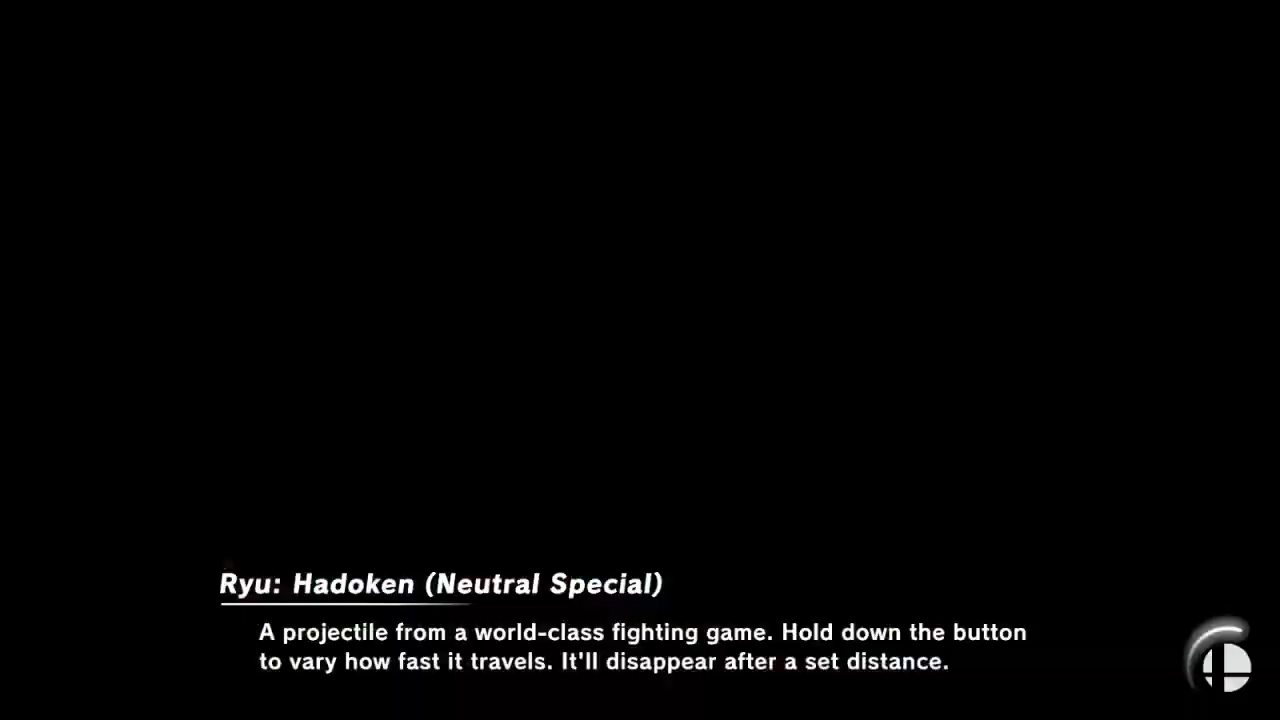 Ryu: Hadoken (Neutral Special)
A projectile from a world-class fighting game. Hold down the button
to vary how fast it travels. It'll disappear after a set distance.